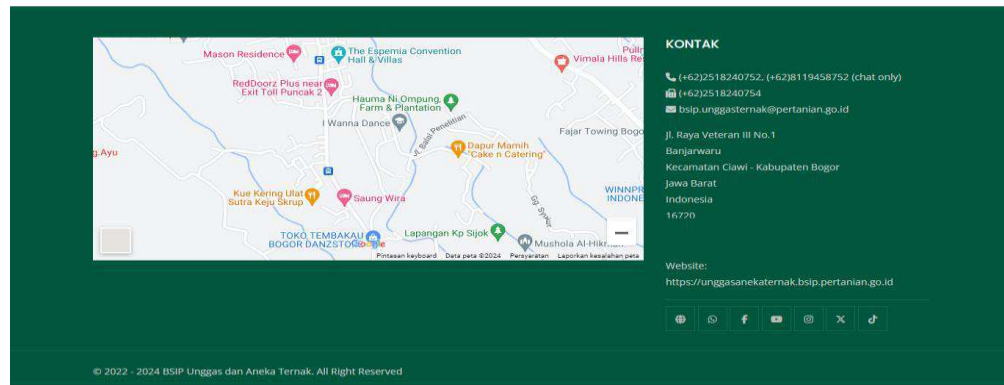 Mason Residence
The Espemia Convention
Hall & Villas
Vimala Hills
RedDoorz Plus near
Exit Toll Puncak 2
Hauma Ni Ompung,
Farm & Plantation
I Wanna Dance
Jl. Balai Penelitian
Fajar Towing Bogo
g.Ayu
Dapur Mamih
"Cake n Catering"
Kue Kering Ulat
Sutra Keju Skrup
Saung Wira
WINNPR
INDONE
Gg. Syukur
TOKO TEMBAKAU
BOGOR DANZSTO
Google
Lapangan Kp Sijok
Mushola Al-Hikm
Pintasan keyboard Data peta ©2024 Persyaratan Laporkan kesalahan peta
KONTAK
(+62)2518240752, (+62)8119458752 (chat only)
(+62)2518240754
bsip.unggasternak@pertanian.go.id
Jl. Raya Veteran III No.1
Banjarwaru
Kecamatan Ciawi - Kabupaten Bogor
Jawa Barat
Indonesia
16720
Website:
https://unggasanekaternak.bsip.pertanian.go.id
© 2022 - 2024 BSIP Unggas dan Aneka Ternak. All Right Reserved